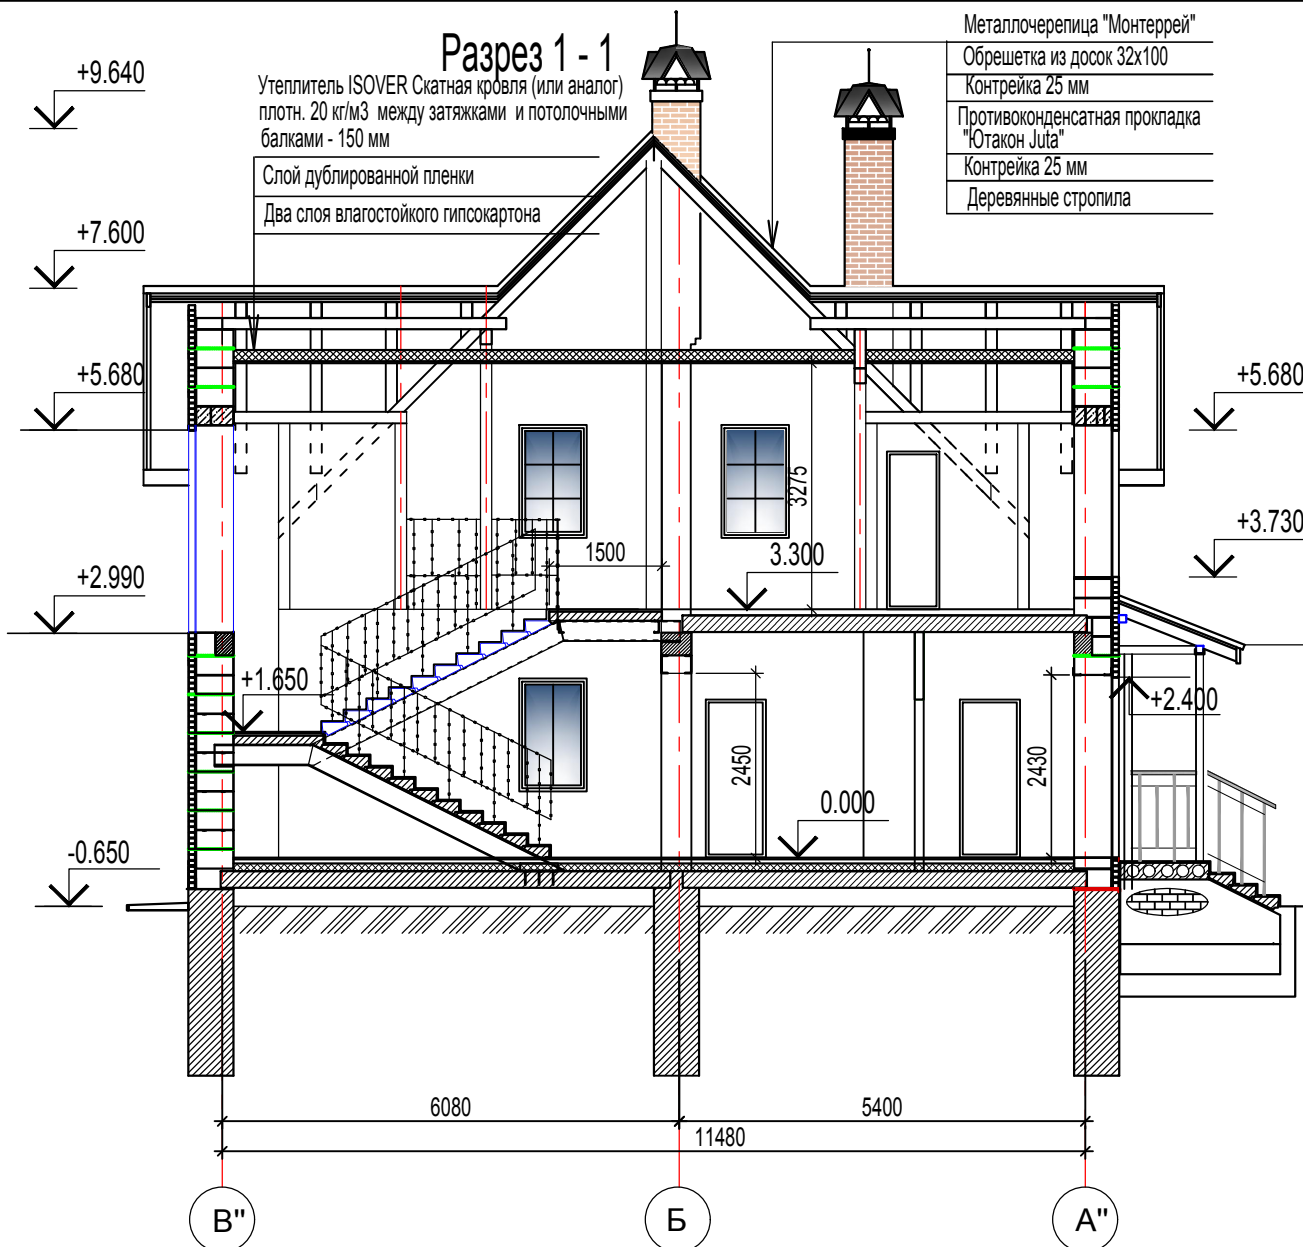 Разрез 1 - 1
Утеплитель ISOVER Скатная кровля (или аналог)
плотн. 20 кг/м3 между затяжками и потолочными
балками - 150 мм
Слой дублированной пленки
Два слоя влагостойкого гипсокартона
Металлочерепица "Монтеррей"
Обрешетка из досок 32х100
Контрейка 25 мм
Противоконденсатная прокладка
"Ютакон Juta"
Контрейка 25 мм
Деревянные стропила
+9.640
+7.600
+5.680
+2.990
+1.650
-0.650
+5.680
+3.730
+2.400
3275
1500
3.300
2450
2430
0.000
6080
5400
11480
В"
Б
А"